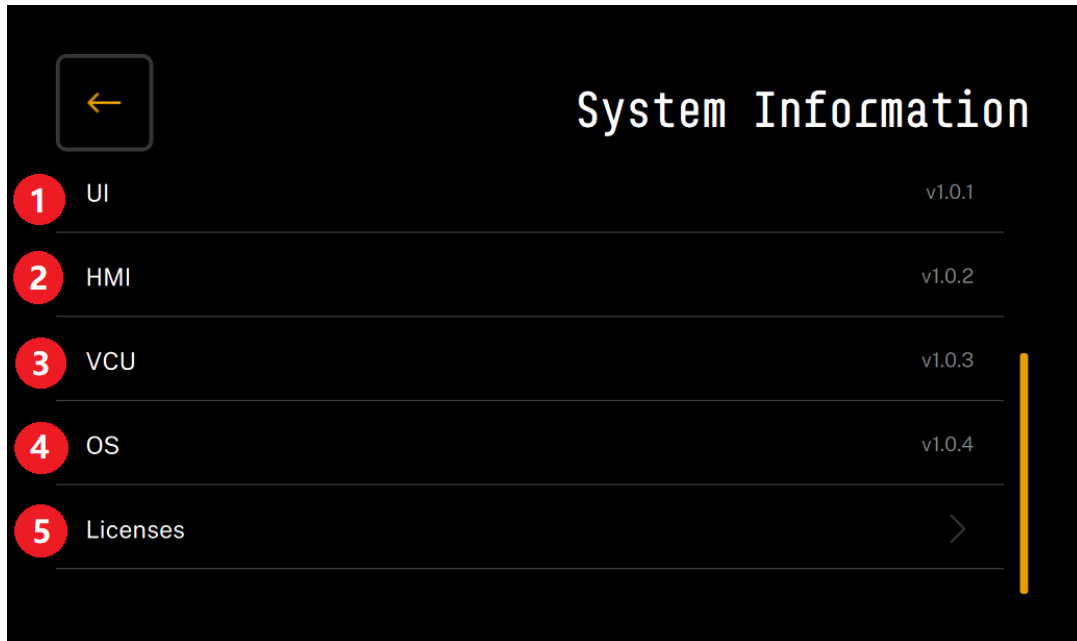 System Information
1 UI v1.0.1
2 HMI v1.0.2
3 VCU v1.0.3
4 OS v1.0.4
5 Licenses